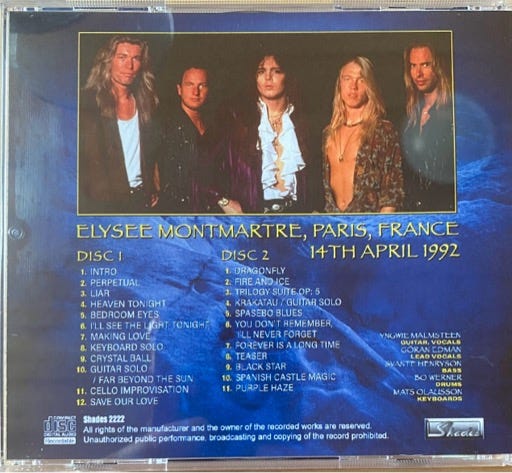 ELYSEE MONTMARTRE, PARIS, FRANCE
14TH APRIL 1992
DISC 1
1. INTRO
2. PERPETUAL
3. LIAR
4. HEAVEN TONIGHT
5. BEDROOM EYES
6. I'LL SEE THE LIGHT TONIGHT
7. MAKING LOVE
8. KEYBOARD SOLO
9. CRYSTAL BALL
10. GUITAR SOLO
/ FAR BEYOND THE SUN
11. CELLO IMPROVISATION
12. SAVE OUR LOVE
DISC 2
1. DRAGONFLY
2. FIRE AND ICE
3. TRILOGY SUITE OP: 5
4. KRAKATAU / GUITAR SOLO
5. SPASEBO BLUES
6. YOU DON'T REMEMBER,
I'LL NEVER FORGET
7. FOREVER IS A LONG TIME
8. TEASER
9. BLACK STAR
10. SPANISH CASTLE MAGIC
11. PURPLE HAZE
YNGWIE MALMSTEEN
GUITAR, VOCALS
GORAN EDMAN
LEAD VOCALS
SVANTE HENRYSON
BASS
BO WERNER
DRUMS
MATS OLAUSSON
KEYBOARDS
COMPACT
disc
DIGITAL AUDIO
Recordable
Shades 2222
All rights of the manufacturer and the owner of the recorded works are reserved.
Unauthorized public performance, broadcasting and copying of the record prohibited.
Shades